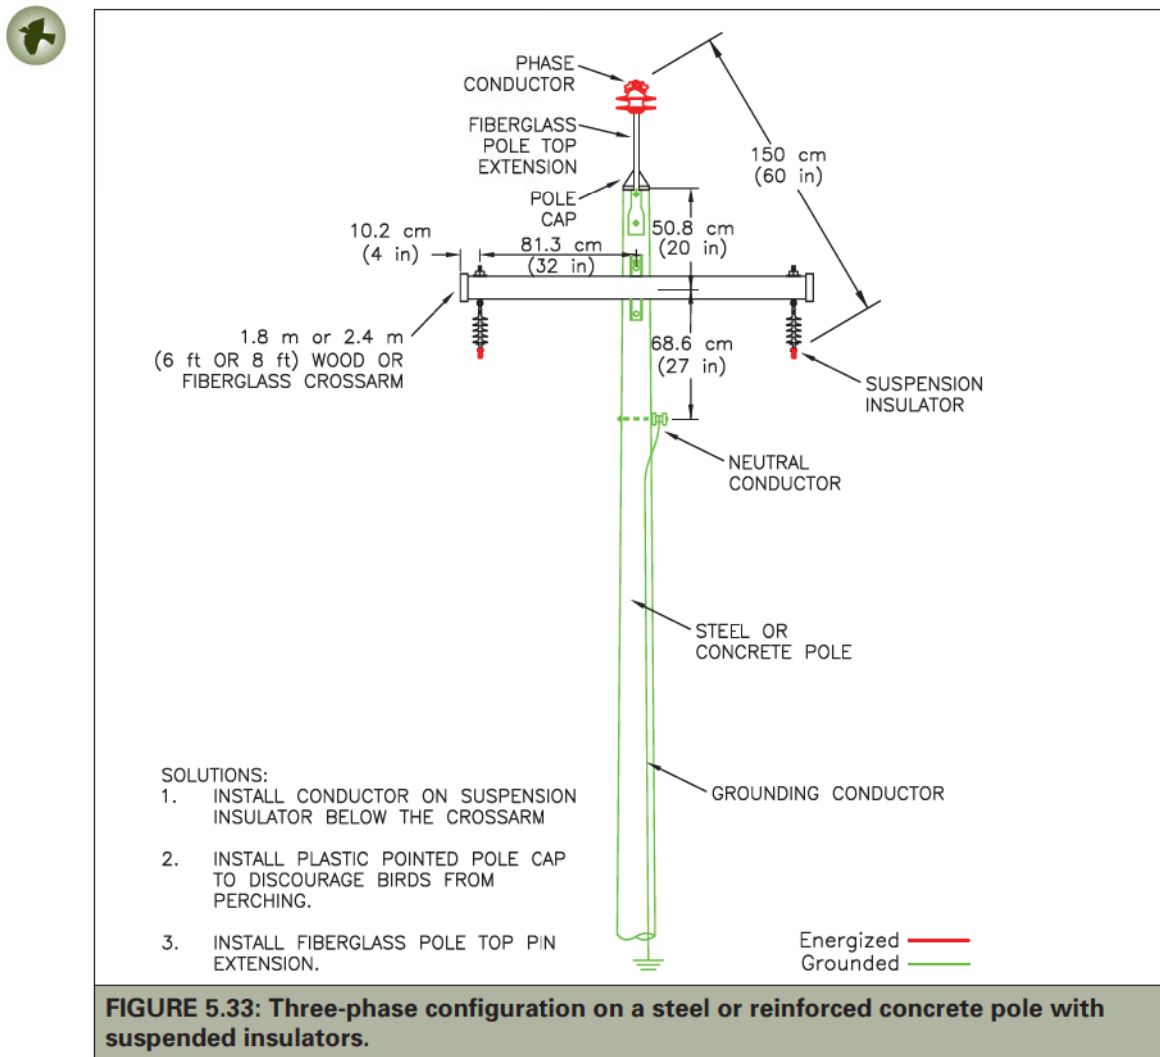 PHASE
CONDUCTOR
FIBERGLASS
POLE TOP
EXTENSION
POLE
CAP
150 cm
(60 in)
10.2 cm
(4 in)
81.3 cm
(32 in)
50.8 cm
(20 in)
1.8 m or 2.4 m
(6 ft OR 8 ft) WOOD OR
FIBERGLASS CROSSARM
68.6 cm
(27 in)
SUSPENSION
INSULATOR
NEUTRAL
CONDUCTOR
STEEL OR
CONCRETE POLE
GROUNDING CONDUCTOR
SOLUTIONS:
1. INSTALL CONDUCTOR ON SUSPENSION
INSULATOR BELOW THE CROSSARM
2. INSTALL PLASTIC POINTED POLE CAP
TO DISCOURAGE BIRDS FROM
PERCHING.
3. INSTALL FIBERGLASS POLE TOP PIN
EXTENSION.
Energized
Grounded
FIGURE 5.33: Three-phase configuration on a steel or reinforced concrete pole with
suspended insulators.